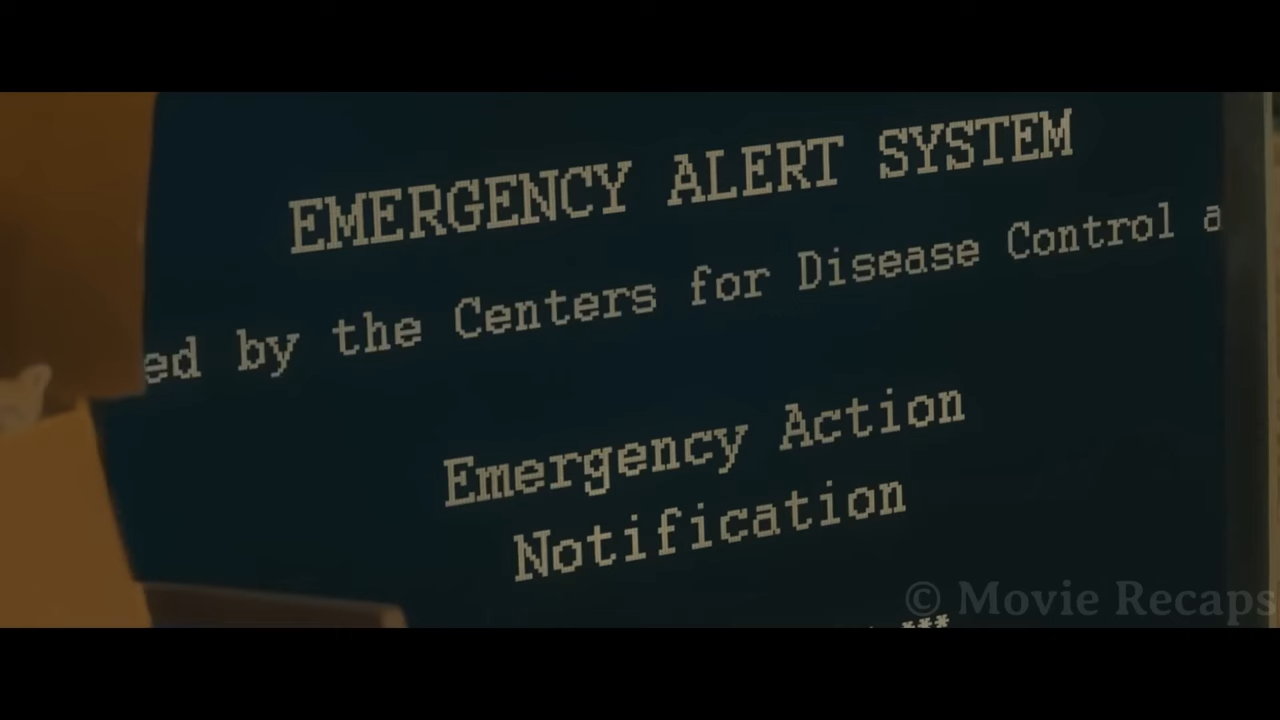 EMERGENCY ALERT SYSTEM
ed by the Centers for Disease Control a
Emergency Action
Notification
***
© Movie Recaps